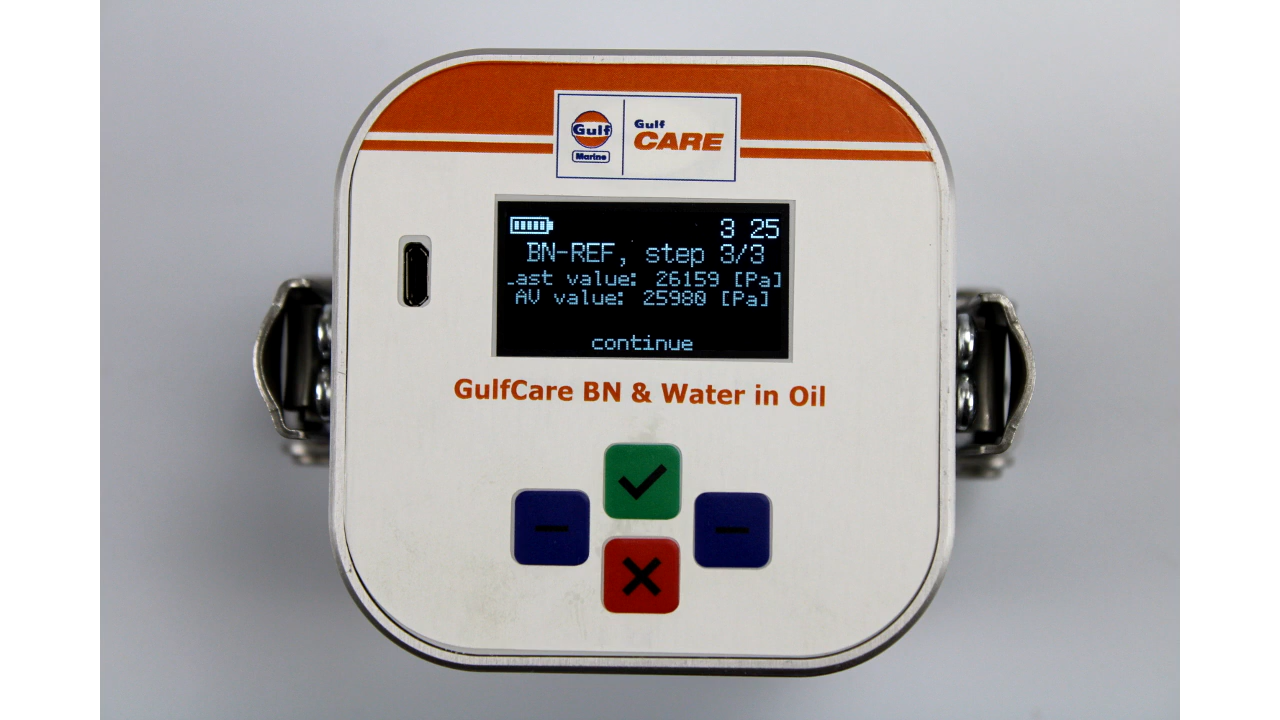 Gulf
Marine
Gulf
CARE
3 25
BN-REF, step 3/3
Last value: 26159 [Pa]
AV value: 25980 [Pa]
continue
GulfCare BN & Water in Oil